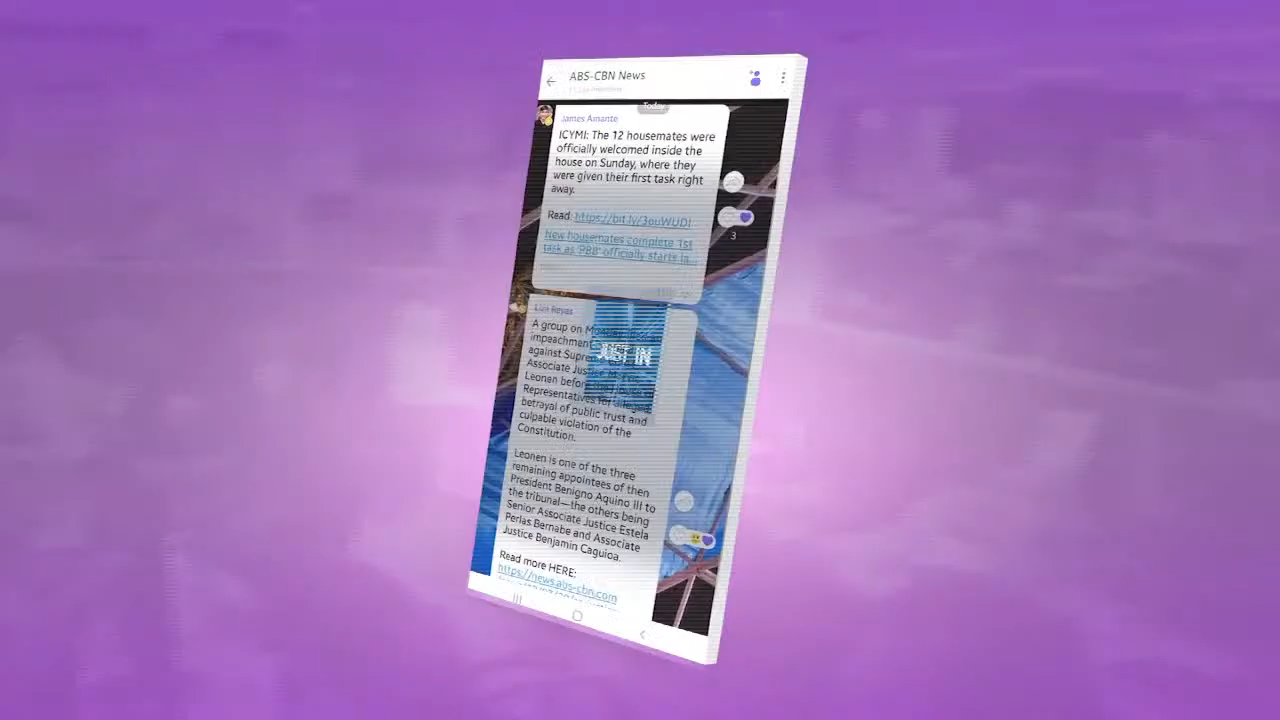 ABS-CBN News
Today
James Amante
ICYMI: The 12 housemates were
officially welcomed inside the
house on Sunday, where they
were given their first task right
away.
Read: https://bit.ly/3ouWUDI
New housemates complete 1st
task as 'PBB' officially starts la...
3
Reyes
A group on
impeachment
against
Associate
Leonen
Representatives for alleged
betrayal of public trust and
culpable violation of the
Constitution.
JUST IN
Leonen is one of the three
remaining appointees of then
President Benigno Aquino III to
the tribunal—the others being
Senior Associate Justice Estela
Perlas Bernabe and Associate
Justice Benjamin Caguioa.
Read more HERE:
https://news.abs-cbn.com